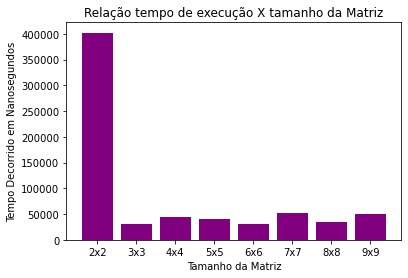 Relação tempo de execução X tamanho da Matriz
Tempo Decorrido em Nanosegundos
400000
350000
300000
250000
200000
150000
100000
50000
0
2x2 3x3 4x4 5x5 6x6 7x7 8x8 9x9
Tamanho da Matriz